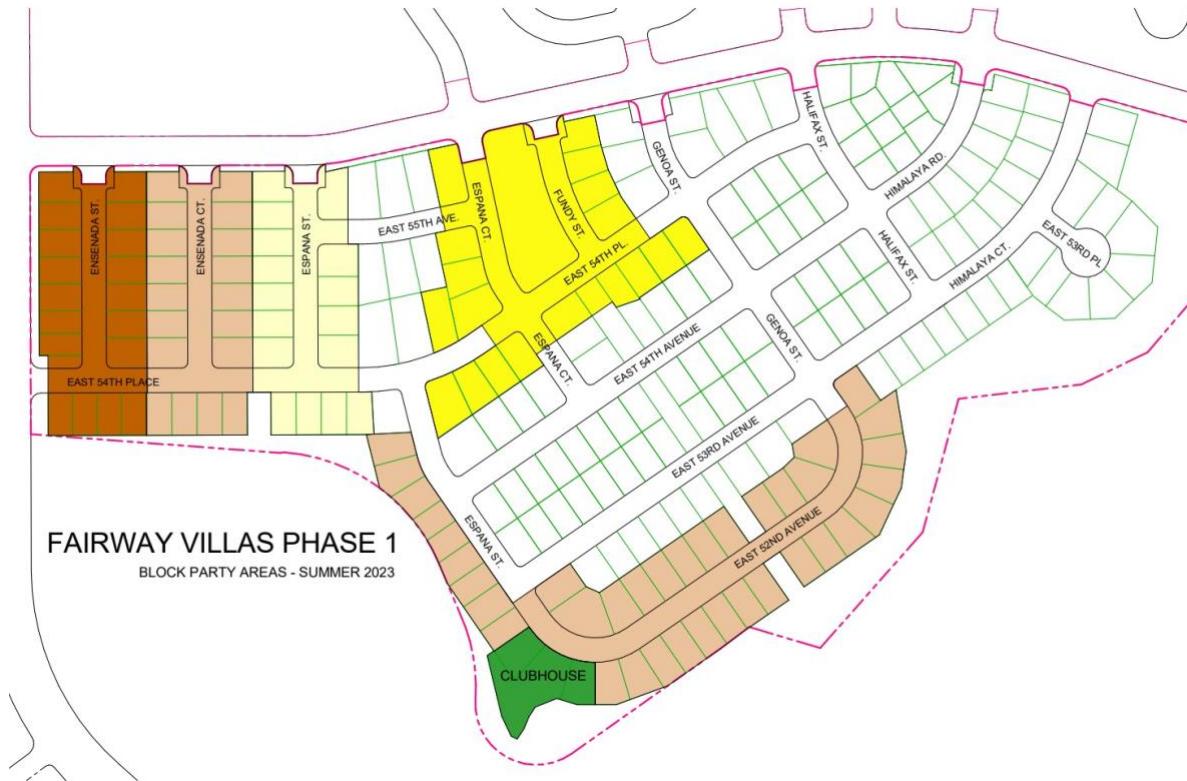 ENSENADA ST.
ENSENADA CT.
ESPANA ST.
EAST 55TH AVE.
ESPANA CT.
FUNDY ST.
GENOA ST.
HALIFAX ST.
HIMALAYA RD.
EAST 53RD PL
HALIFAX ST.
HIMALAYA CT.
EAST 54TH PL.
GENOA ST.
EAST 54TH AVENUE
ESPANA CT.
EAST 54TH PLACE
EAST 53RD AVENUE
ESPANA ST.
EAST 52ND AVENUE
FAIRWAY VILLAS PHASE 1
BLOCK PARTY AREAS - SUMMER 2023
CLUBHOUSE